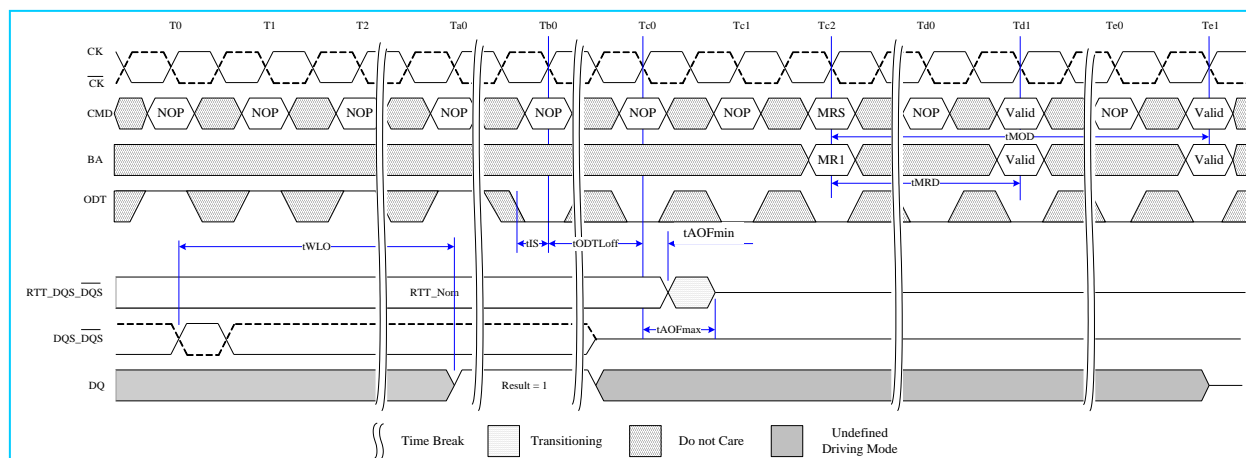 T0 T1 T2 Ta0 Tb0 Tc0 Tc1 Tc2 Td0 Td1 Te0 Te1
CK
CK
CMD NOP NOP NOP NOP NOP NOP NOP MRS NOP Valid NOP Valid
tMOD
BA MR1 Valid Valid
tMRD
ODT
tAOFmin
tWLO tIS tODTLoff
RTT_DQS_DQS RTT_Nom
DQS_DQS tAOFmax
DQ Result = 1
Time Break Transitioning Do not Care Undefined
Driving Mode